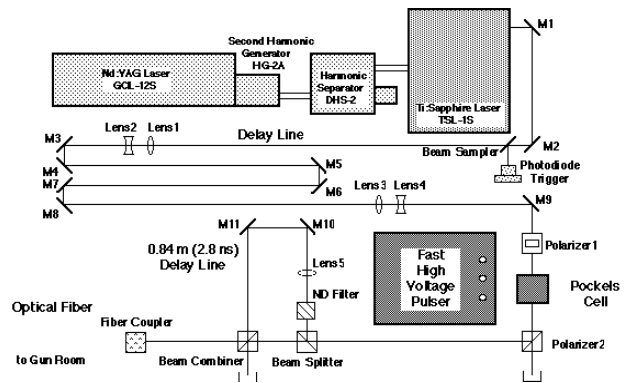 M1
Second Harmonic
Generator
HG-2A
Nd:YAG Laser
GCL-12S
Harmonic
Separator
DHS-2
Ti:Sapphire Laser
TSL-1S
Lens2
Lens1
Delay Line
M3
M2
Beam Sampler
M4
M5
Photodiode
Trigger
M7
M6
Lens3
Lens4
M8
M9
M11
M10
0.84 m (2.8 ns)
Delay Line
Fast
High
Voltage
Pulser
Polarizer1
Lens5
Pockels
Cell
ND Filter
Optical Fiber
Fiber Coupler
to Gun Room
Beam Combiner
Beam Splitter
Polarizer2